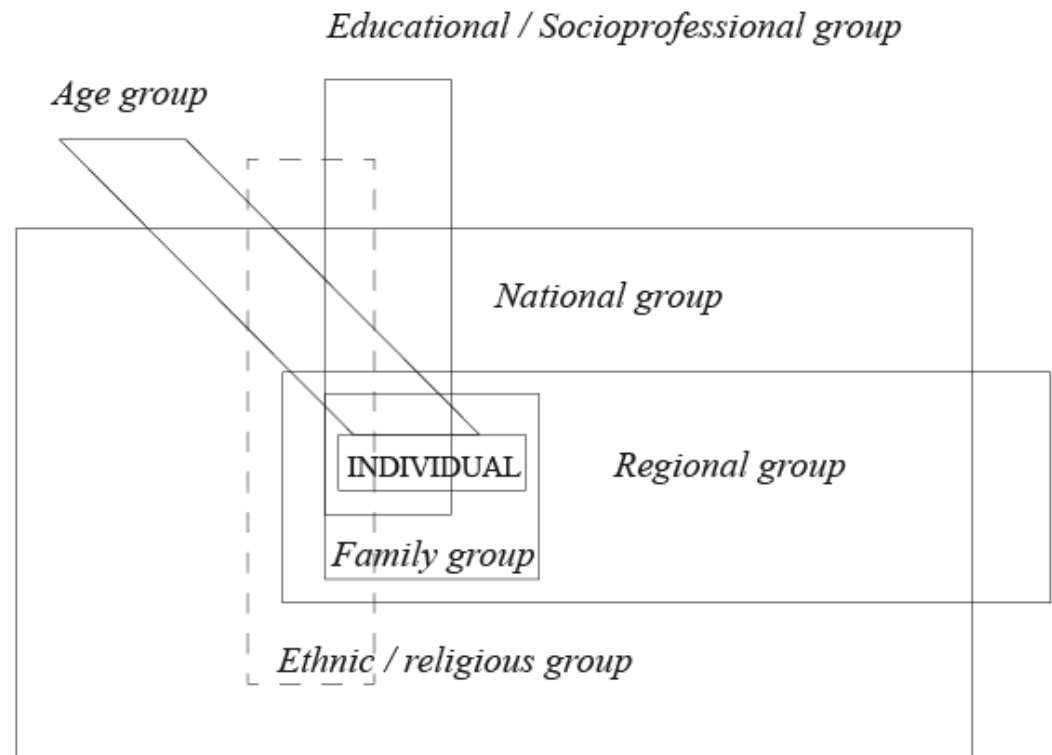 Educational / Socioprofessional group
Age group
National group
INDIVIDUAL
Regional group
Family group
Ethnic / religious group